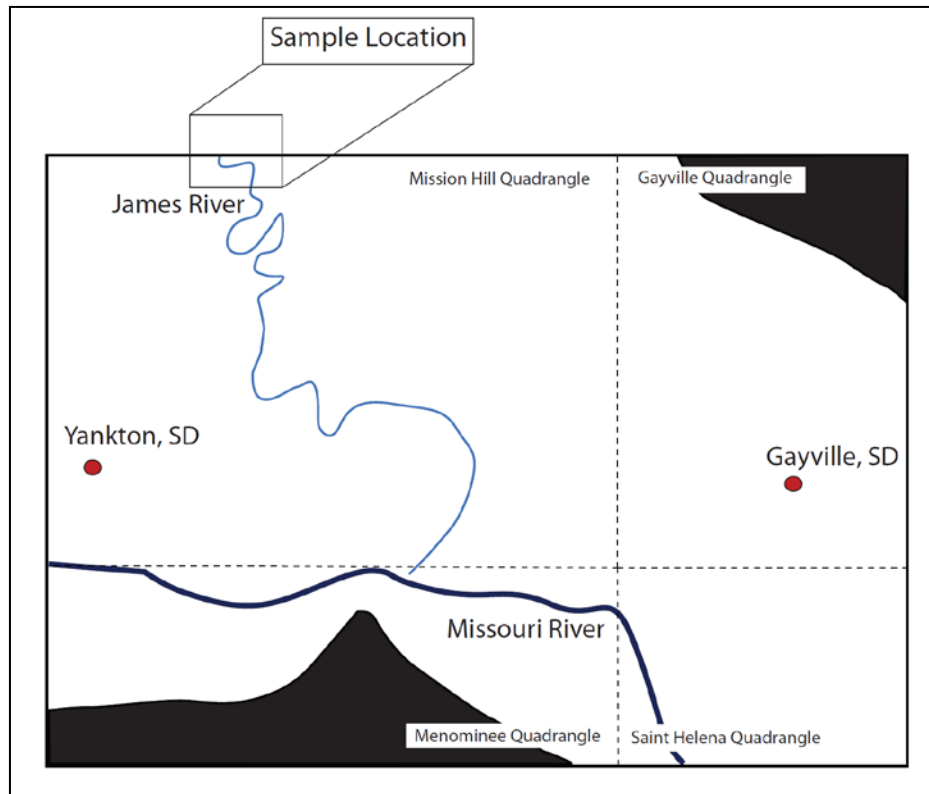 Sample Location
Mission Hill Quadrangle
Gayville Quadrangle
James River
Yankton, SD
Gayville, SD
Missouri River
Menominee Quadrangle
Saint Helena Quadrangle